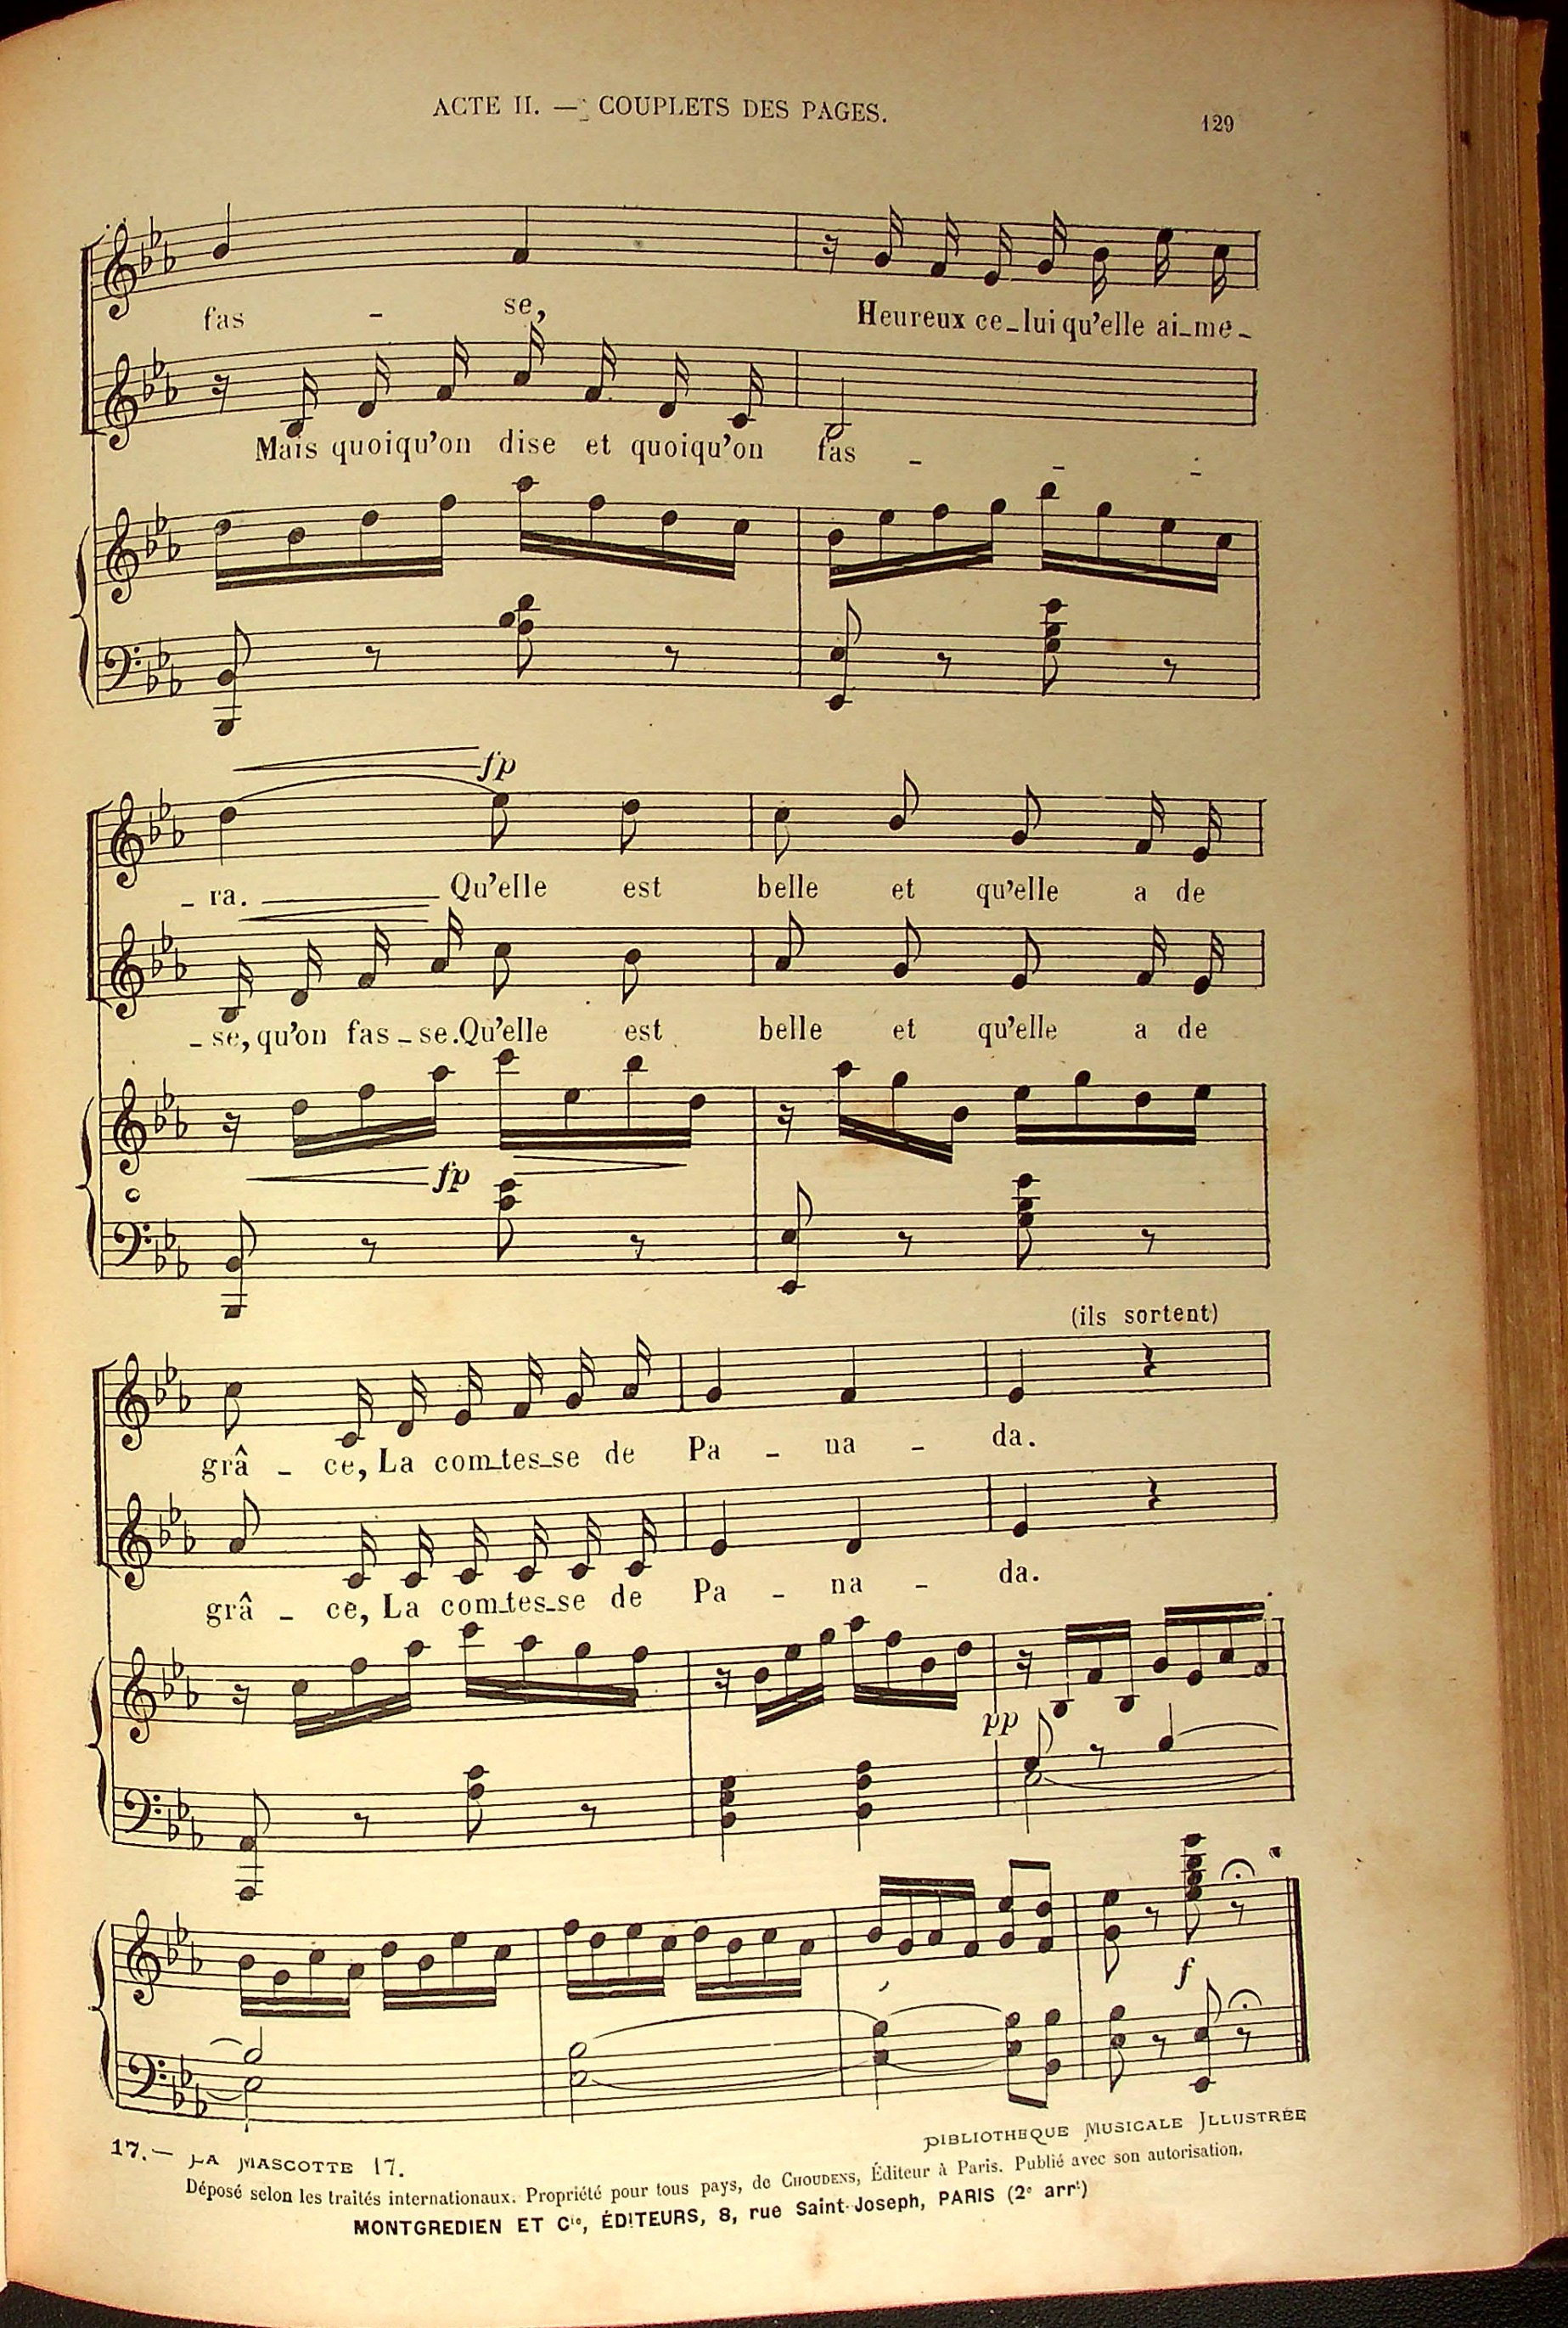 ACTE II. — COUPLETS DES PAGES.
129
fas - se, Heureux ce_lui qu'elle ai_me_
Mais quoiqu'on dise et quoiqu'on fas - - -
fp
_ ra. Qu'elle est belle et qu'elle a de
_ se, qu'on fas_se. Qu'elle est belle et qu'elle a de
fp
(ils sortent)
grâ - ce, La com_tes_se de Pa - na - da.
grâ - ce, La com_tes_se de Pa - na - da.
pp
f
17. — LA MASCOTTE 17.
BIBLIOTHEQUE MUSICALE ILLUSTRÉE
Déposé selon les traités internationaux. Propriété pour tous pays, de CHOUDENS, Éditeur à Paris. Publié avec son autorisation.
MONTGREDIEN ET Cie, ÉDITEURS, 8, rue Saint-Joseph, PARIS (2e arrt)